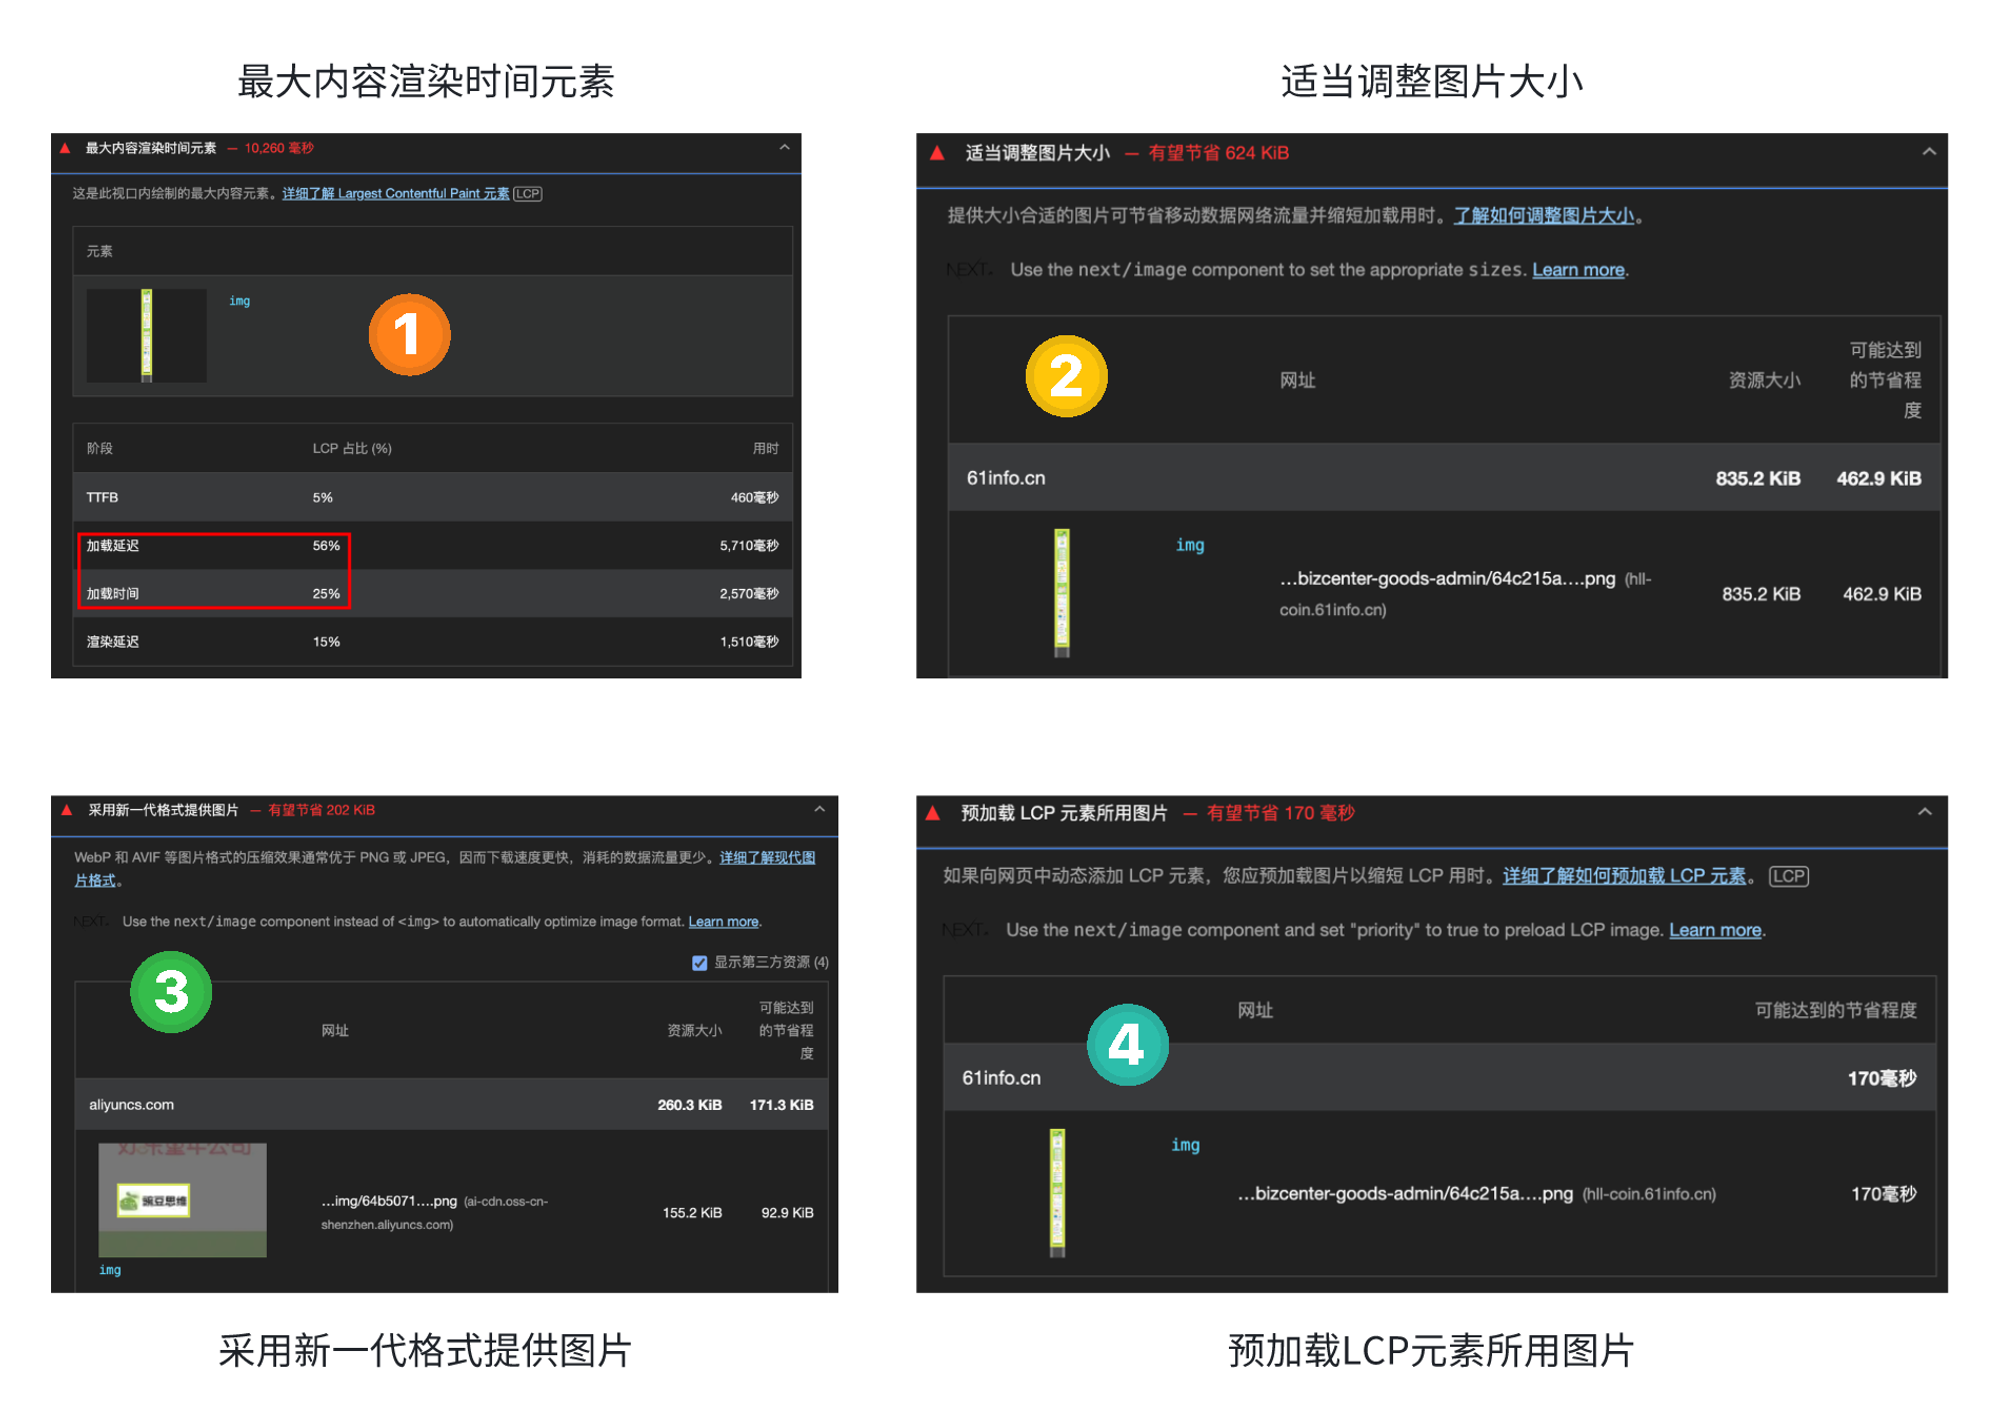 最大内容渲染时间元素
适当调整图片大小
最大内容渲染时间元素 — 10,260 毫秒
这是此视口内绘制的最大内容元素。详细了解 Largest Contentful Paint 元素 LCP
元素
img
1
阶段 LCP 占比 (%) 用时
TTFB 5% 460毫秒
加载延迟 56% 5,710毫秒
加载时间 25% 2,570毫秒
渲染延迟 15% 1,510毫秒
适当调整图片大小 — 有望节省 624 KiB
提供大小合适的图片可节省移动数据网络流量并缩短加载用时。了解如何调整图片大小。
NEXT. Use the next/image component to set the appropriate sizes. Learn more.
2
网址
资源大小
可能达到
的节省程
度
61info.cn 835.2 KiB 462.9 KiB
img
…bizcenter-goods-admin/64c215a….png (hll-
coin.61info.cn)
835.2 KiB 462.9 KiB
采用新一代格式提供图片 — 有望节省 202 KiB
WebP 和 AVIF 等图片格式的压缩效果通常优于 PNG 或 JPEG，因而下载速度更快，消耗的数据流量更少。详细了解现代图
片格式。
NEXT. Use the next/image component instead of <img> to automatically optimize image format. Learn more.
显示第三方资源 (4)
3
网址
资源大小
可能达到
的节省程
度
aliyuncs.com 260.3 KiB 171.3 KiB
豌豆思维
…img/64b5071….png (ai-cdn.oss-cn-
shenzhen.aliyuncs.com)
155.2 KiB 92.9 KiB
img
预加载 LCP 元素所用图片 — 有望节省 170 毫秒
如果向网页中动态添加 LCP 元素，您应预加载图片以缩短 LCP 用时。详细了解如何预加载 LCP 元素。 LCP
NEXT. Use the next/image component and set "priority" to true to preload LCP image. Learn more.
网址 可能达到的节省程度
4
61info.cn 170毫秒
img
…bizcenter-goods-admin/64c215a….png (hll-coin.61info.cn) 170毫秒
采用新一代格式提供图片
预加载LCP元素所用图片